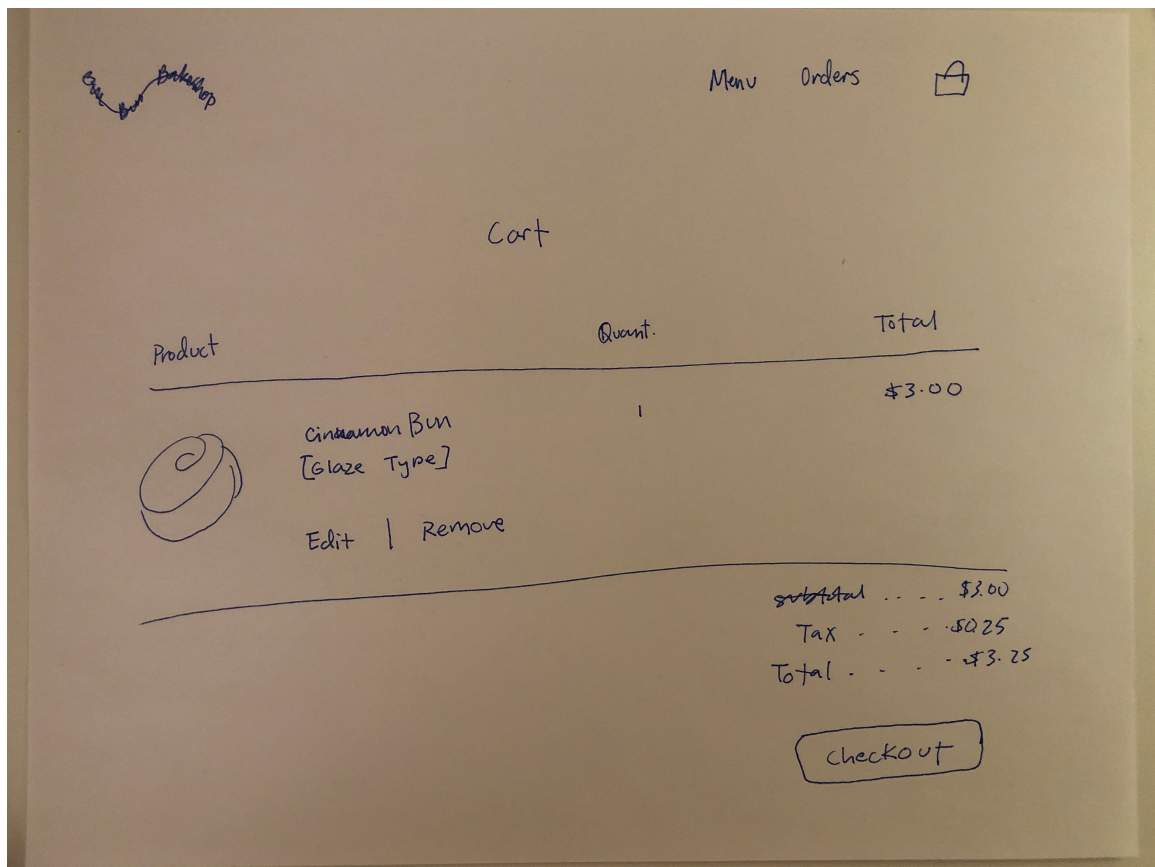 Bun Bakeshop
Menu Orders
Cart
Product Quant. Total
Cinnamon Bun 1 $3.00
[Glaze Type]
Edit | Remove
subtotal .... $3.00
Tax . - - . $0.25
Total . - . - $3.25
Checkout